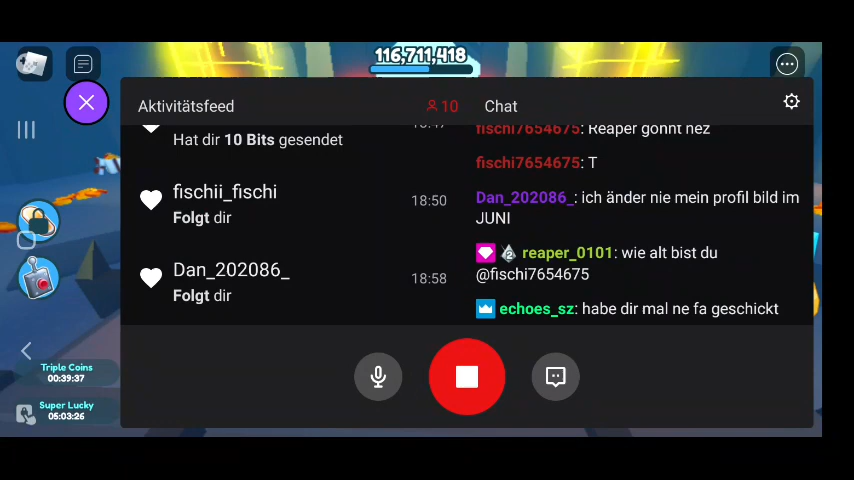 116,711,418
Aktivitätsfeed
10
Chat
Hat dir 10 Bits gesendet
fischi7654675: Reaper gönnt nez
fischi7654675: T
fischii_fischi
Folgt dir
18:50
Dan_202086_: ich änder nie mein profil bild im
JUNI
2 reaper_0101: wie alt bist du
@fischi7654675
Dan_202086_
Folgt dir
18:58
echoes_sz: habe dir mal ne fa geschickt
Triple Coins
00:39:37
Super Lucky
05:03:26